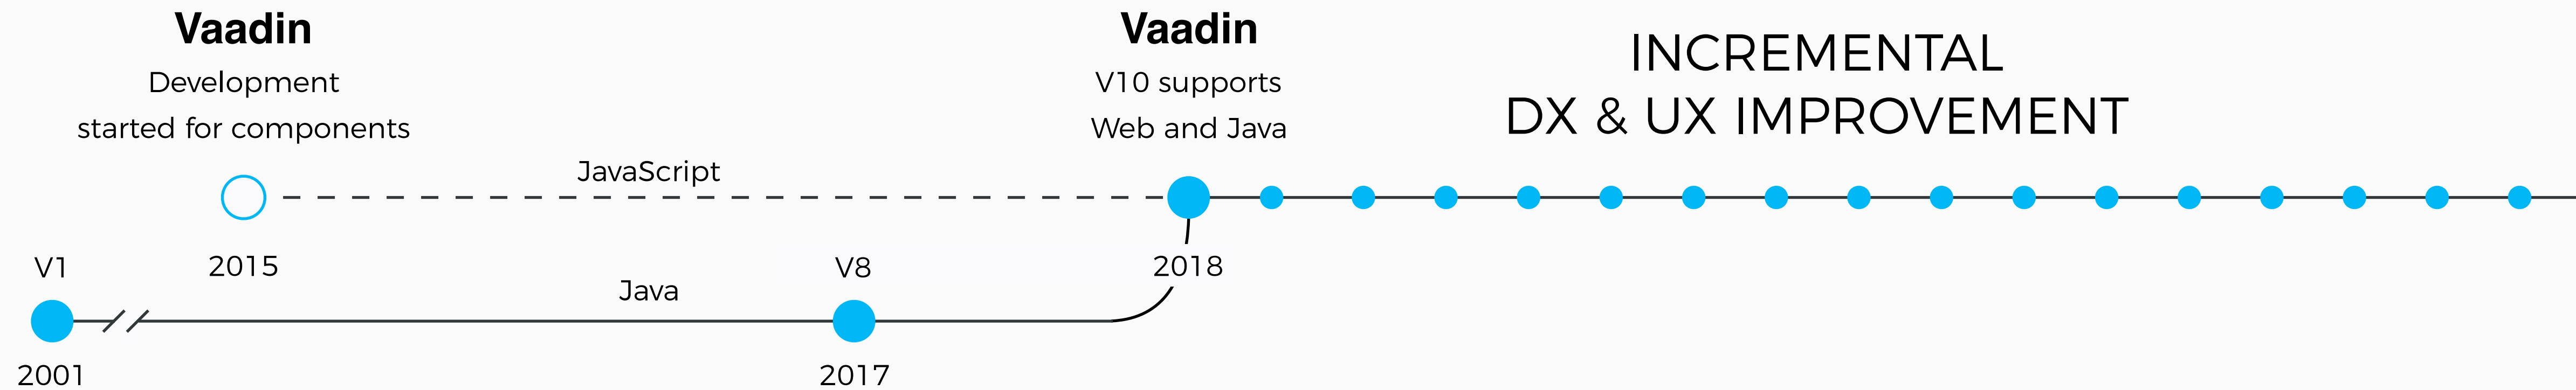 Vaadin
Development
started for components
Vaadin
V10 supports
Web and Java
INCREMENTAL
DX & UX IMPROVEMENT
JavaScript
2015
2018
V1
V8
Java
2001
2017